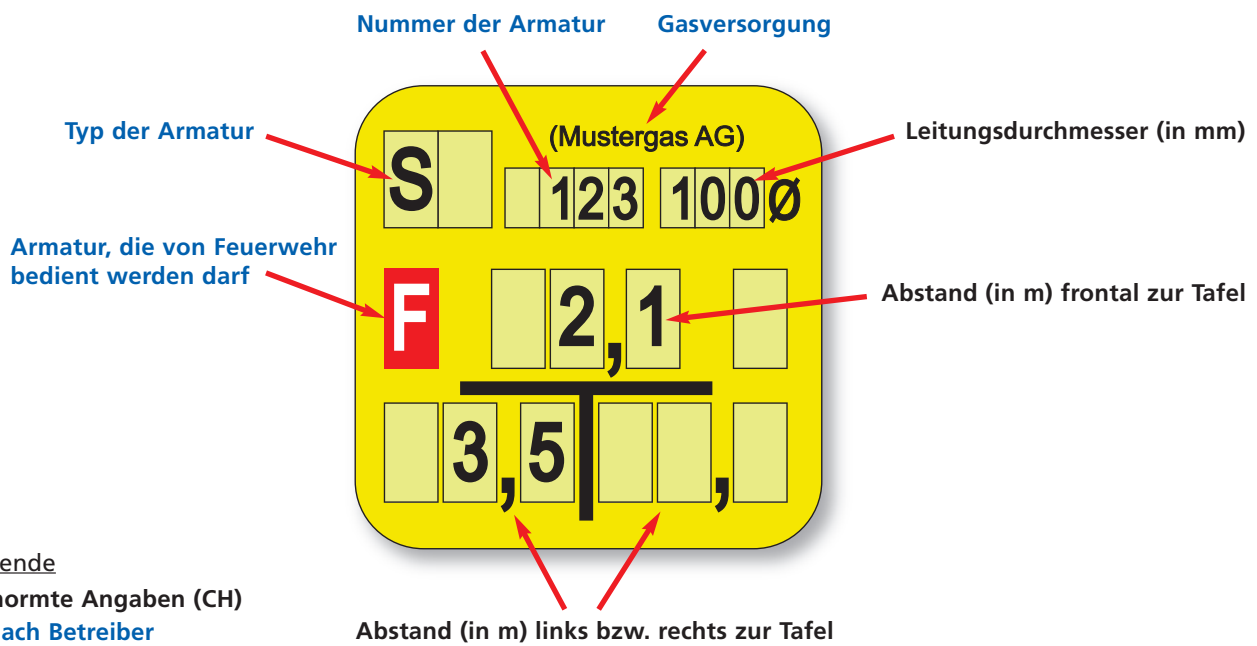 Nummer der Armatur
Gasversorgung
Typ der Armatur
(Mustergas AG)
Leitungsdurchmesser (in mm)
S
123 100Ø
Armatur, die von Feuerwehr
bedient werden darf
F
2,1
Abstand (in m) frontal zur Tafel
3,5 ,
ende
normte Angaben (CH)
ach Betreiber
Abstand (in m) links bzw. rechts zur Tafel